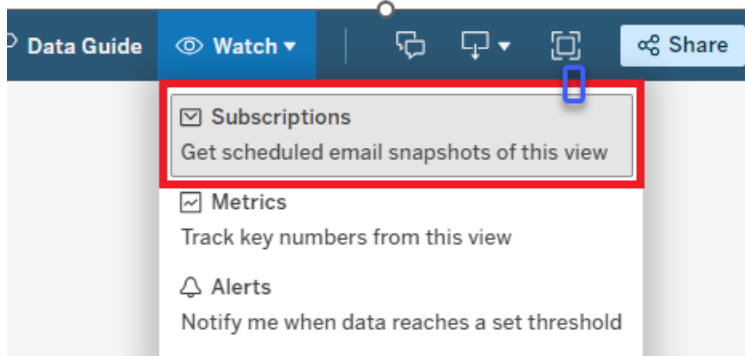 Data Guide Watch Share
Subscriptions
Get scheduled email snapshots of this view
Metrics
Track key numbers from this view
Alerts
Notify me when data reaches a set threshold